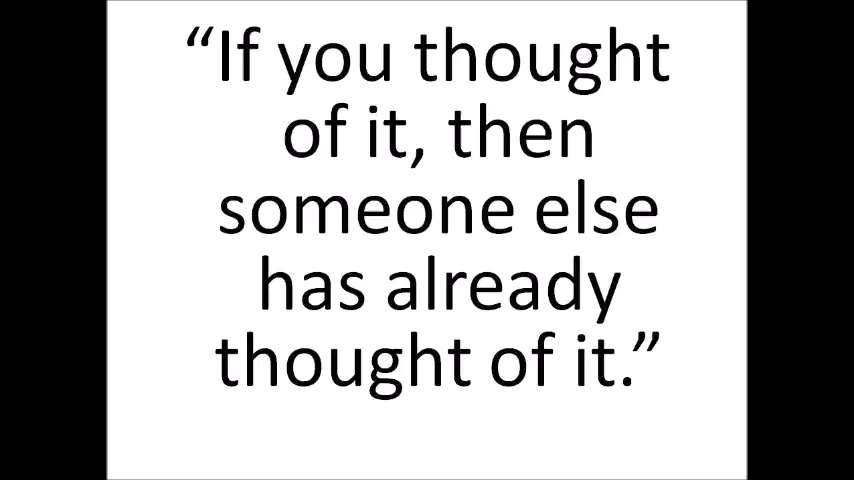 “If you thought
of it, then
someone else
has already
thought of it.”